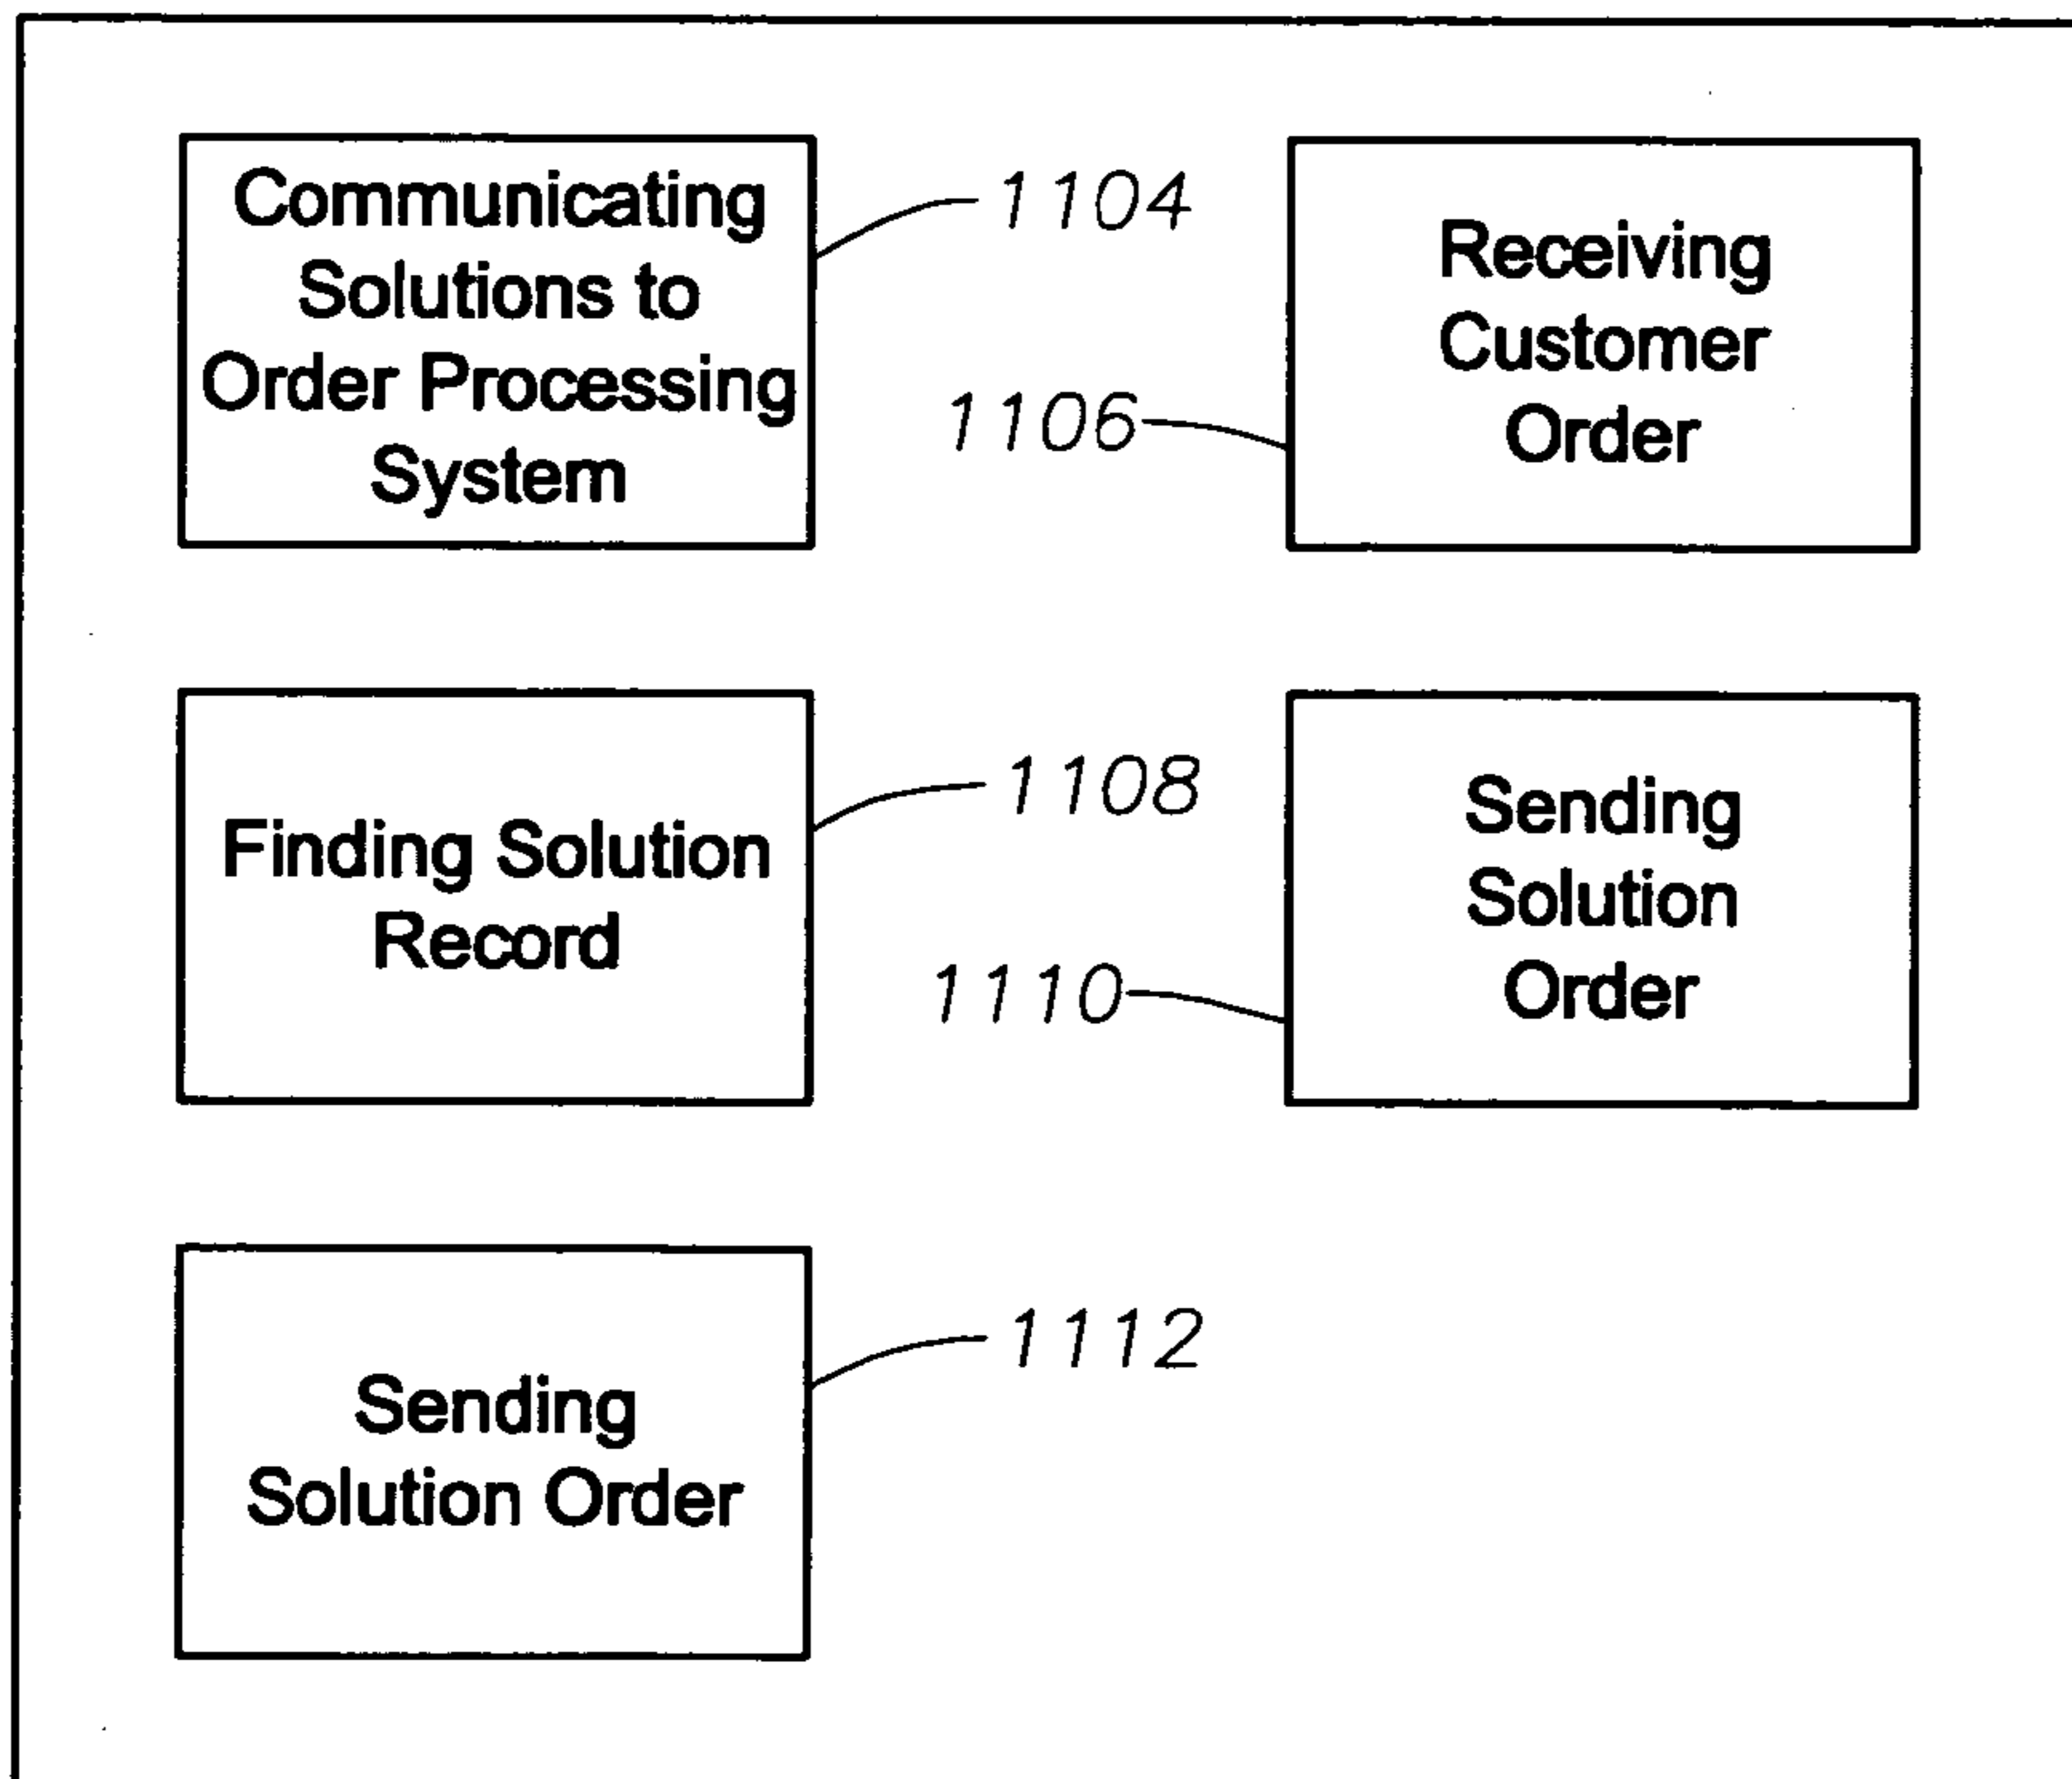 Communicating
Solutions to
Order Processing
System
1104
Receiving
Customer
Order
1106
Finding Solution
Record
1108
Sending
Solution
Order
1110
Sending
Solution Order
1112